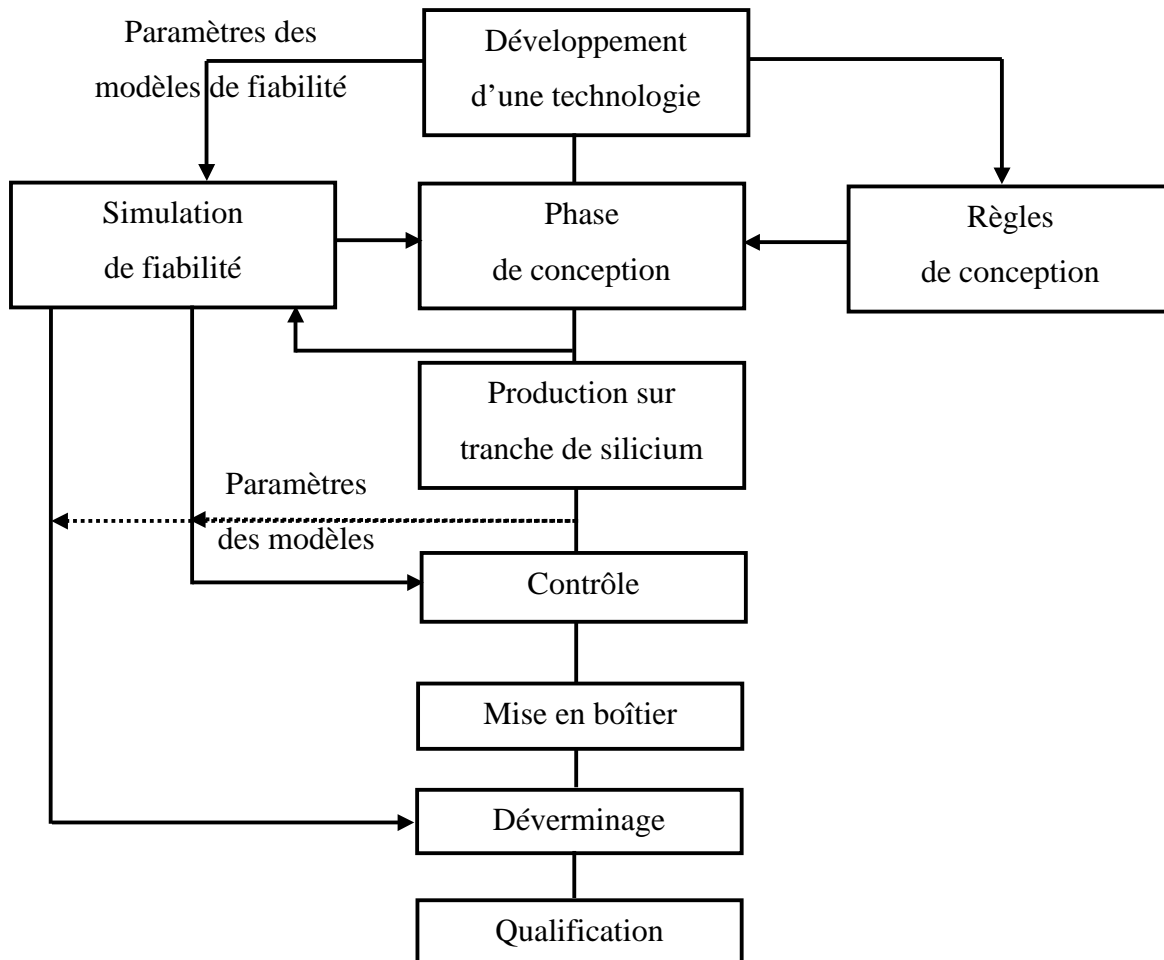 Paramètres des
modèles de fiabilité
Développement
d’une technologie
Simulation
de fiabilité
Phase
de conception
Règles
de conception
Production sur
tranche de silicium
Paramètres
des modèles
Contrôle
Mise en boîtier
Déverminage
Qualification